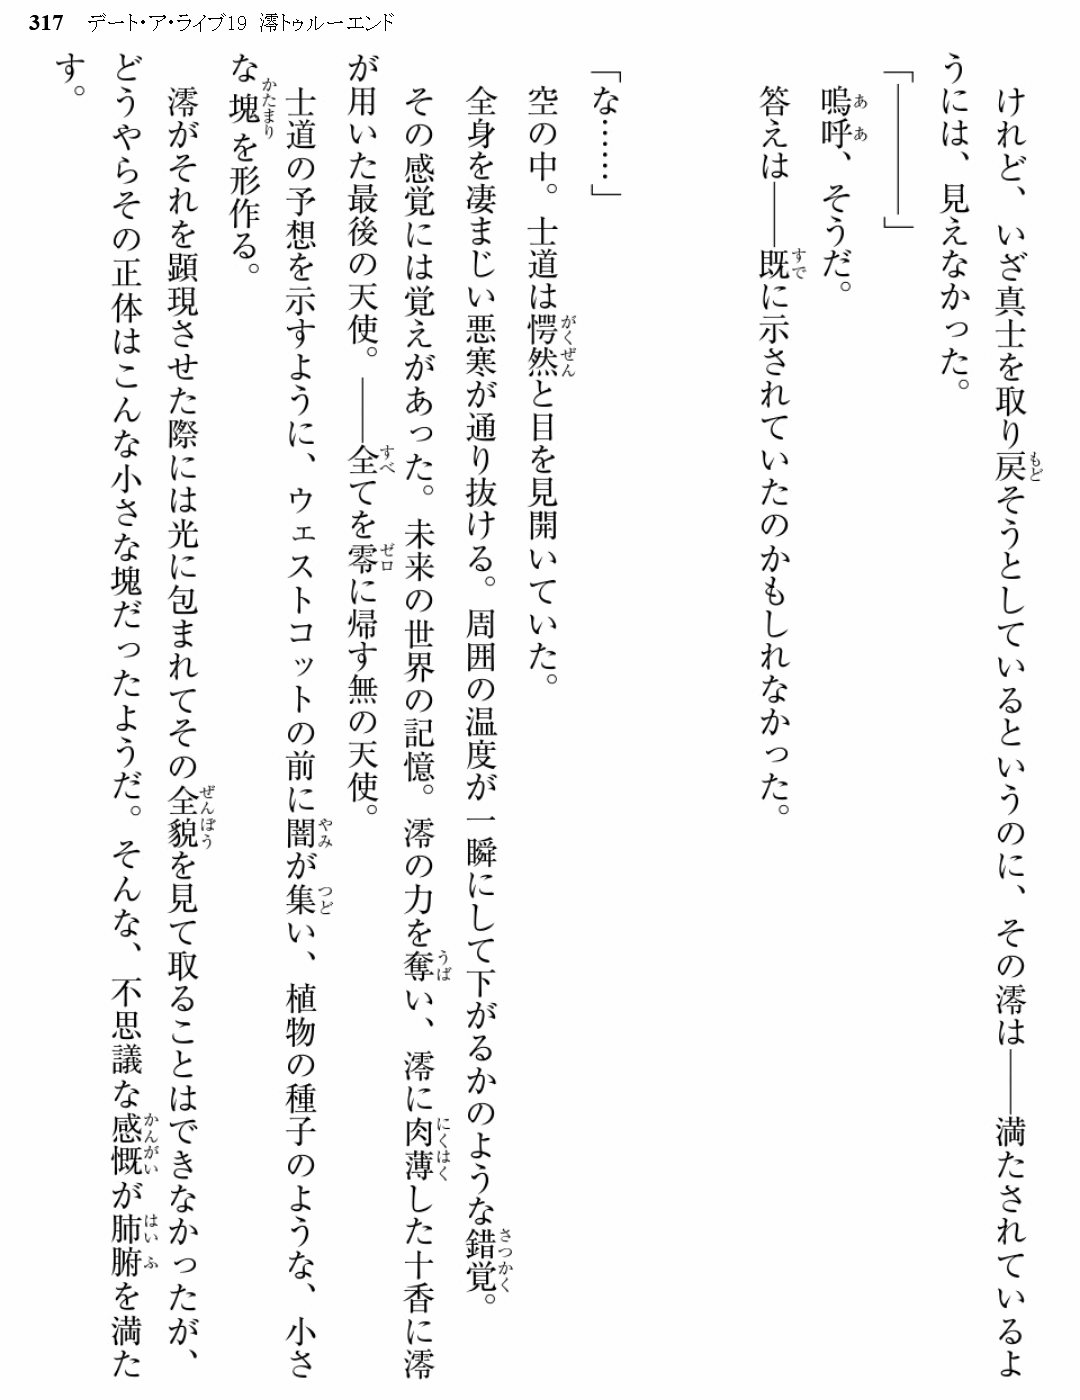 317 デート・ア・ライブ19 澪トゥルーエンド
けれど、いざ真士を取り戻そうとしているというのに、その澪は――満たされているよ
うには、見えなかった。
「――――」
嗚呼、そうだ。
答えは――既に示されていたのかもしれなかった。
「な……」
空の中。士道は愕然と目を見開いていた。
全身を凄まじい悪寒が通り抜ける。周囲の温度が一瞬にして下がるかのような錯覚。
その感覚には覚えがあった。未来の世界の記憶。澪の力を奪い、澪に肉薄した十香に澪
が用いた最後の天使。――全てを零に帰す無の天使。
士道の予想を示すように、ウェストコットの前に闇が集い、植物の種子のような、小さ
な塊を形作る。
澪がそれを顕現させた際には光に包まれてその全貌を見て取ることはできなかったが、
どうやらその正体はこんな小さな塊だったようだ。そんな、不思議な感慨が肺腑を満た
す。